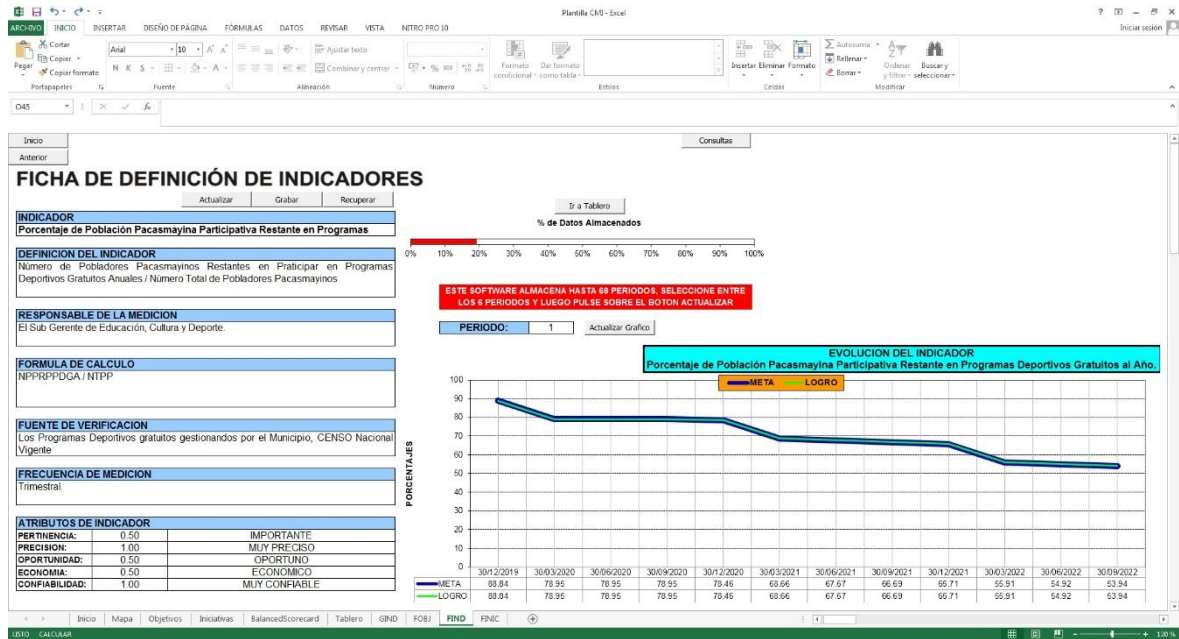 Plantilla CMI - Excel
ARCHIVO INICIO INSERTAR DISEÑO DE PÁGINA FÓRMULAS DATOS REVISAR VISTA NITRO PRO 10
Iniciar sesión
Pegar
Cortar
Copiar
Copiar formato
Portapapeles
Arial 10
N K S
Fuente
Ajustar texto
Combinar y centrar
Alineación
% 000
Número
Formato condicional
Dar formato como tabla
Estilos
Insertar Eliminar Formato
Celdas
Autosuma
Rellenar
Borrar
Ordenar y filtrar
Buscar y seleccionar
Modificar
O45
Inicio
Consultas
Anterior
FICHA DE DEFINICIÓN DE INDICADORES
Actualizar Grabar Recuperar
INDICADOR
Porcentaje de Población Pacasmayina Participativa Restante en Programas
DEFINICION DEL INDICADOR
Número de Pobladores Pacasmayinos Restantes en Praticipar en Programas
Deportivos Gratuitos Anuales / Número Total de Pobladores Pacasmayinos
RESPONSABLE DE LA MEDICION
El Sub Gerente de Educación, Cultura y Deporte.
FORMULA DE CALCULO
NPPRPPDGA / NTPP
FUENTE DE VERIFICACION
Los Programas Deportivos gratuitos gestionandos por el Municipio, CENSO Nacional
Vigente
FRECUENCIA DE MEDICION
Trimestral.
ATRIBUTOS DE INDICADOR
PERTINENCIA: 0.50 IMPORTANTE
PRECISION: 1.00 MUY PRECISO
OPORTUNIDAD: 0.50 OPORTUNO
ECONOMIA: 0.50 ECONOMICO
CONFIABILIDAD: 1.00 MUY CONFIABLE
Ir a Tablero
% de Datos Almacenados
0% 10% 20% 30% 40% 50% 60% 70% 80% 90% 100%
ESTE SOFTWARE ALMACENA HASTA 68 PERIODOS, SELECCIONE ENTRE
LOS 6 PERIODOS Y LUEGO PULSE SOBRE EL BOTON ACTUALIZAR
PERIODO: 1 Actualizar Grafico
EVOLUCION DEL INDICADOR
Porcentaje de Población Pacasmayina Participativa Restante en Programas Deportivos Gratuitos al Año.
META LOGRO
PORCENTAJES
100
90
80
70
60
50
40
30
20
10
0
30/12/2019 30/03/2020 30/06/2020 30/09/2020 30/12/2020 30/03/2021 30/06/2021 30/09/2021 30/12/2021 30/03/2022 30/06/2022 30/09/2022
META 88.84 78.95 78.95 78.95 78.46 68.66 67.67 66.69 65.71 55.91 54.92 53.94
LOGRO 88.84 78.95 78.95 78.95 78.46 68.66 67.67 66.69 65.71 55.91 54.92 53.94
Inicio Mapa Objetivos Iniciativas BalancedScorecard Tablero GIND FOBJ FIND FINIC
LISTO CALCULAR
120 %